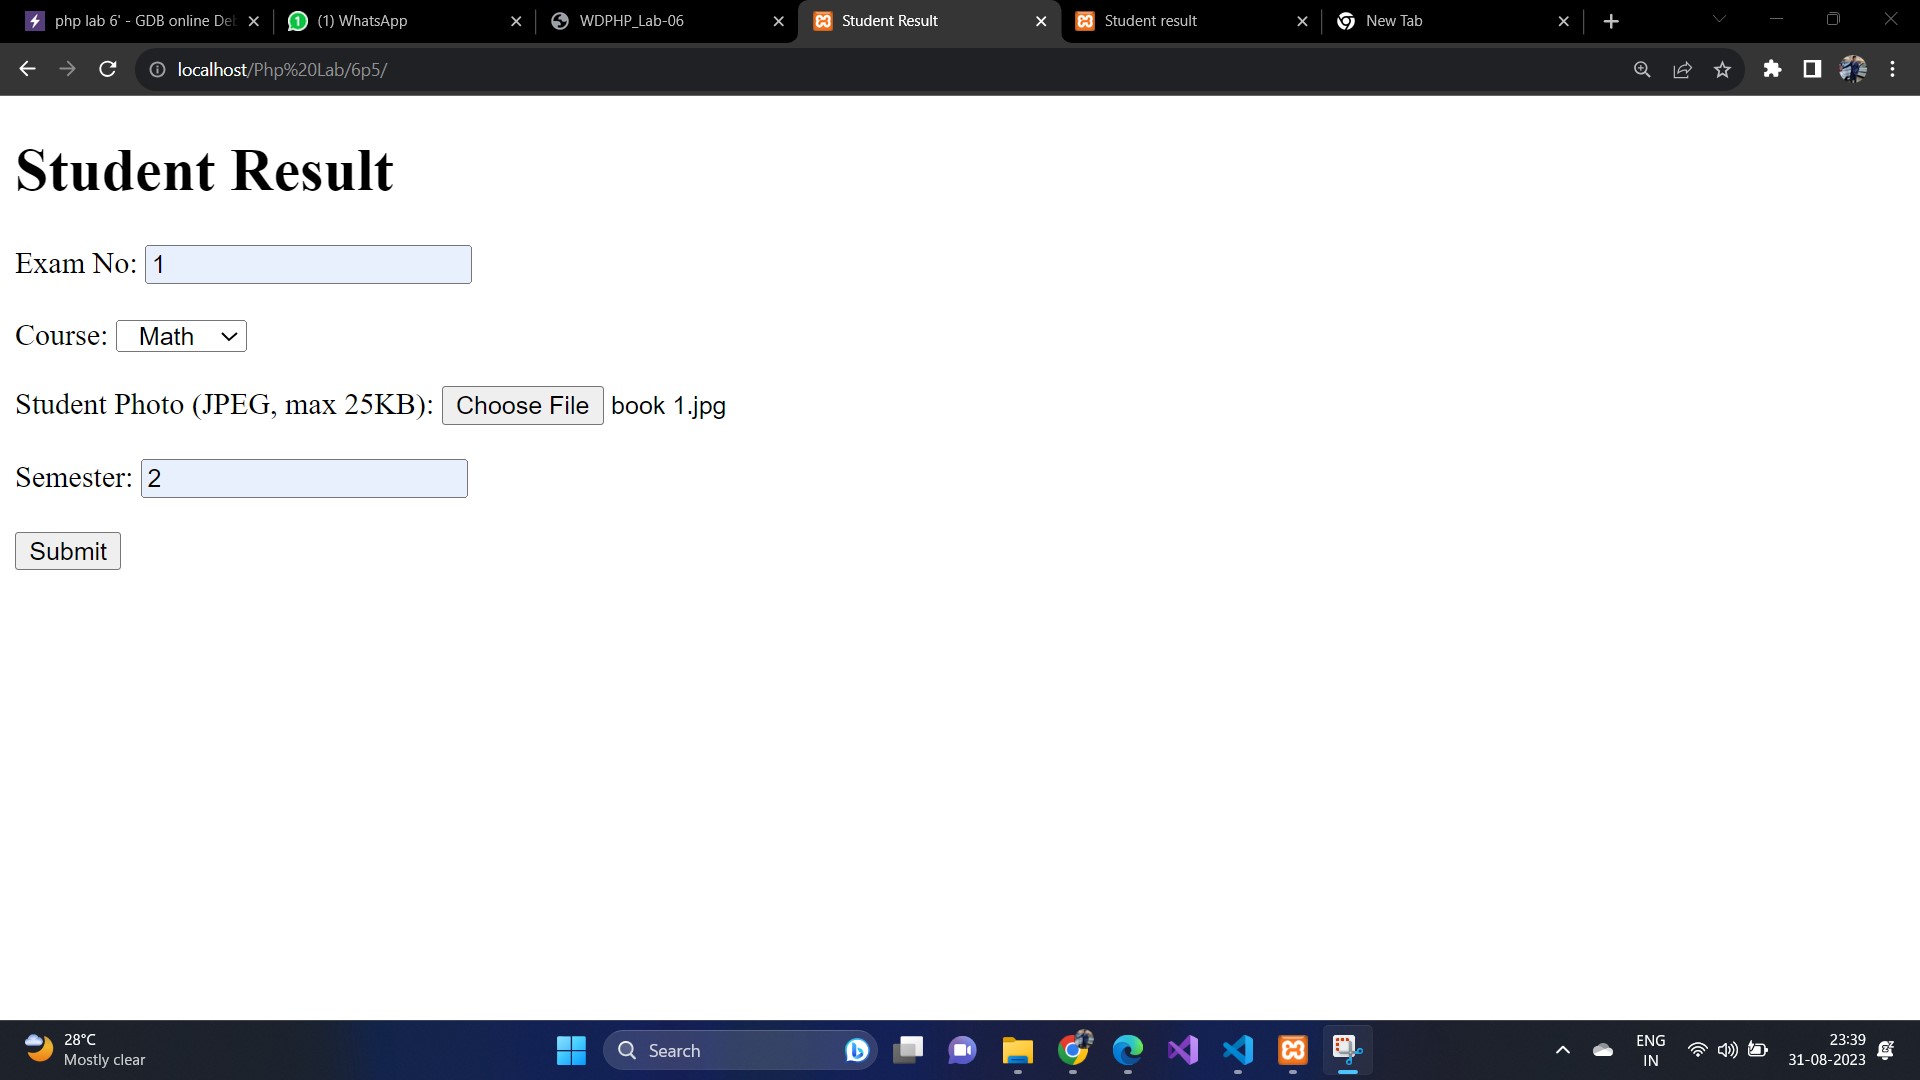 php lab 6' - GDB online De
(1) WhatsApp
WDPHP_Lab-06
Student Result
Student result
New Tab
localhost/Php%20Lab/6p5/
Student Result
Exam No: 1
Course: Math
Student Photo (JPEG, max 25KB): Choose File book 1.jpg
Semester: 2
Submit
28°C
Mostly clear
Search
ENG
IN
23:39
31-08-2023